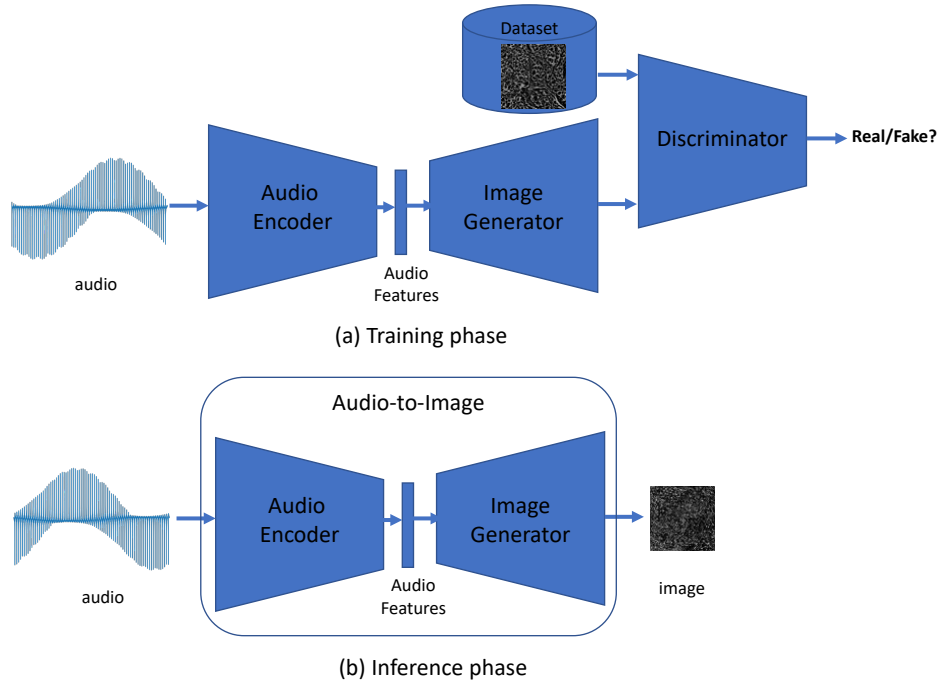 Dataset
Discriminator
Real/Fake?
Audio
Encoder
Image
Generator
audio
Audio
Features
(a) Training phase
Audio-to-Image
Audio
Encoder
Image
Generator
audio
Audio
Features
image
(b) Inference phase